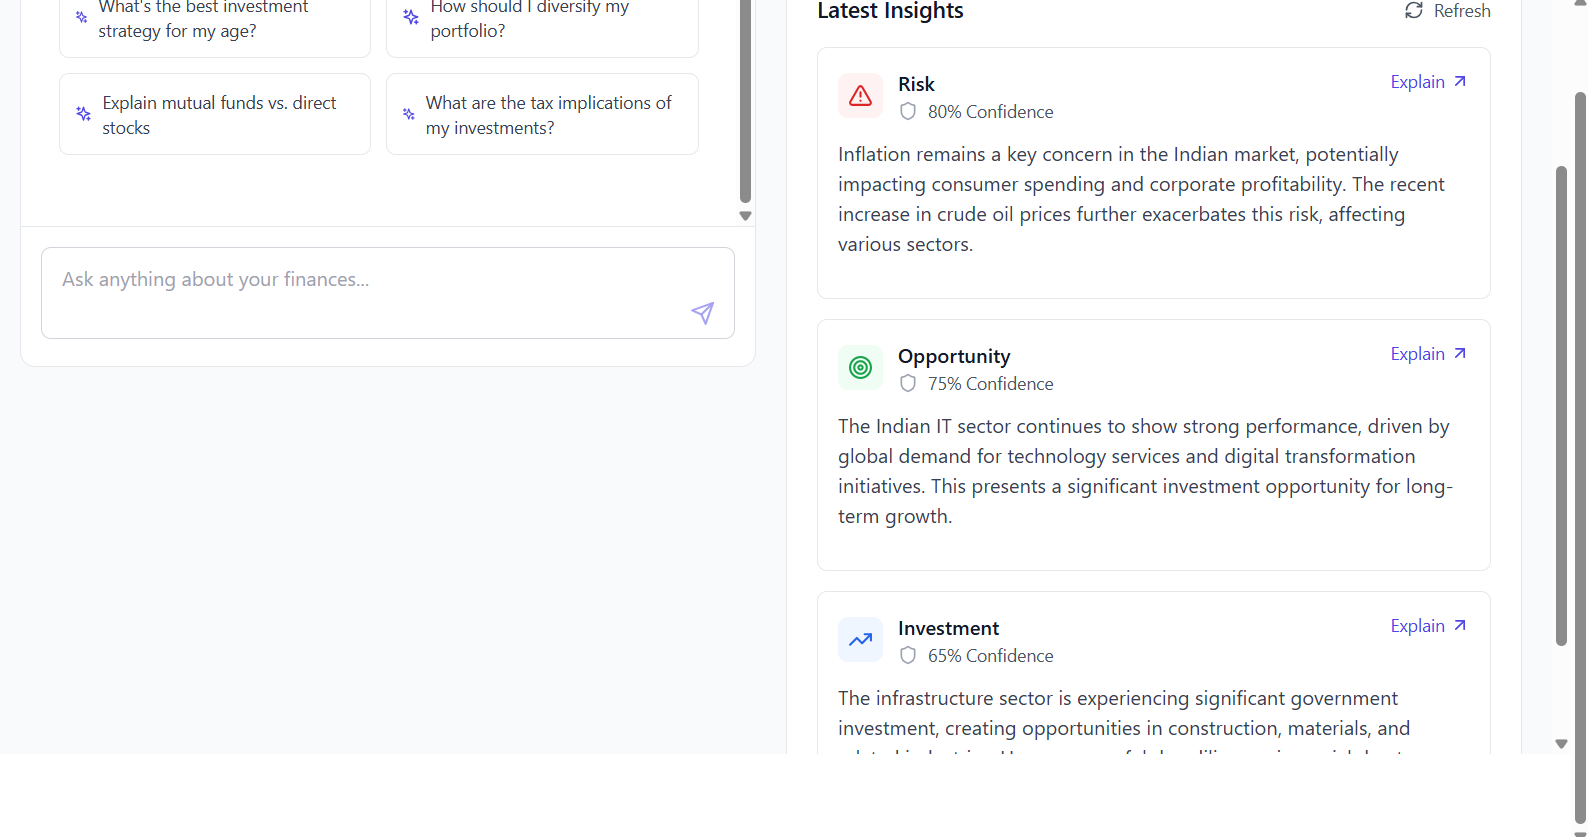 What's the best investment
strategy for my age?
How should I diversify my
portfolio?
Explain mutual funds vs. direct
stocks
What are the tax implications of
my investments?
Ask anything about your finances...
Latest Insights
Refresh
Risk
Explain
80% Confidence
Inflation remains a key concern in the Indian market, potentially
impacting consumer spending and corporate profitability. The recent
increase in crude oil prices further exacerbates this risk, affecting
various sectors.
Opportunity
Explain
75% Confidence
The Indian IT sector continues to show strong performance, driven by
global demand for technology services and digital transformation
initiatives. This presents a significant investment opportunity for long-
term growth.
Investment
Explain
65% Confidence
The infrastructure sector is experiencing significant government
investment, creating opportunities in construction, materials, and